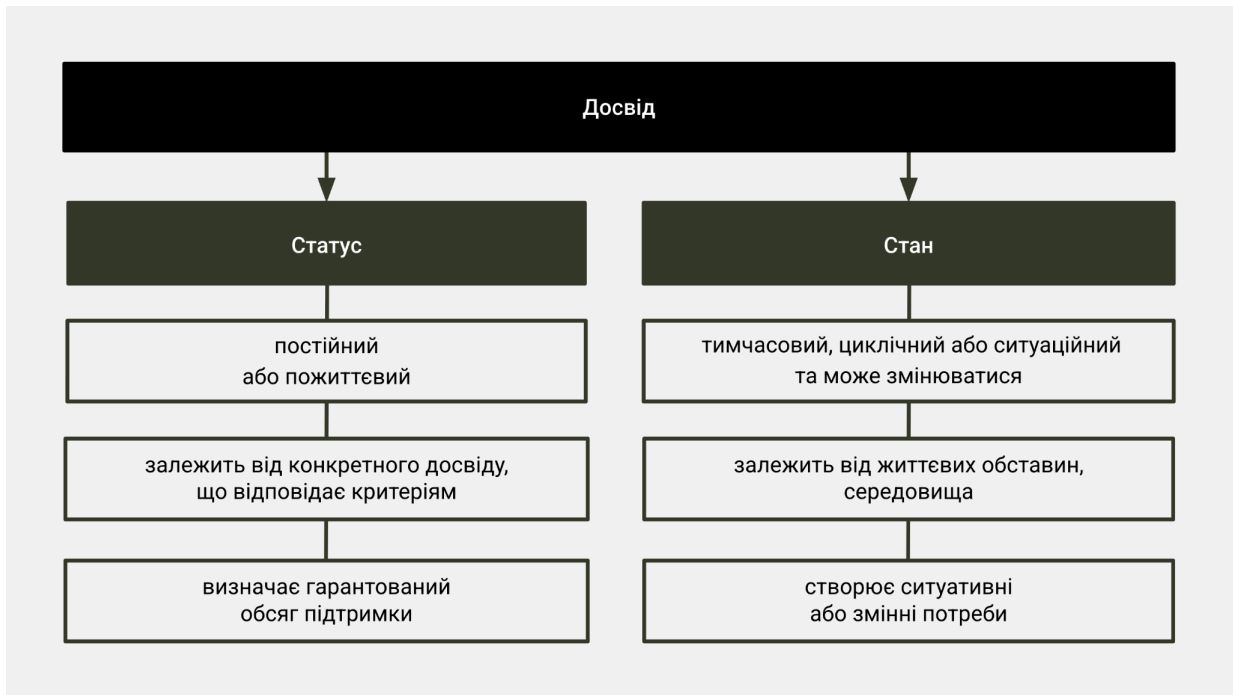 Досвід
Статус
постійний
або пожиттєвий
залежить від конкретного досвіду,
що відповідає критеріям
визначає гарантований
обсяг підтримки
Стан
тимчасовий, циклічний або ситуаційний
та може змінюватися
залежить від життєвих обставин,
середовища
створює ситуативні
або змінні потреби